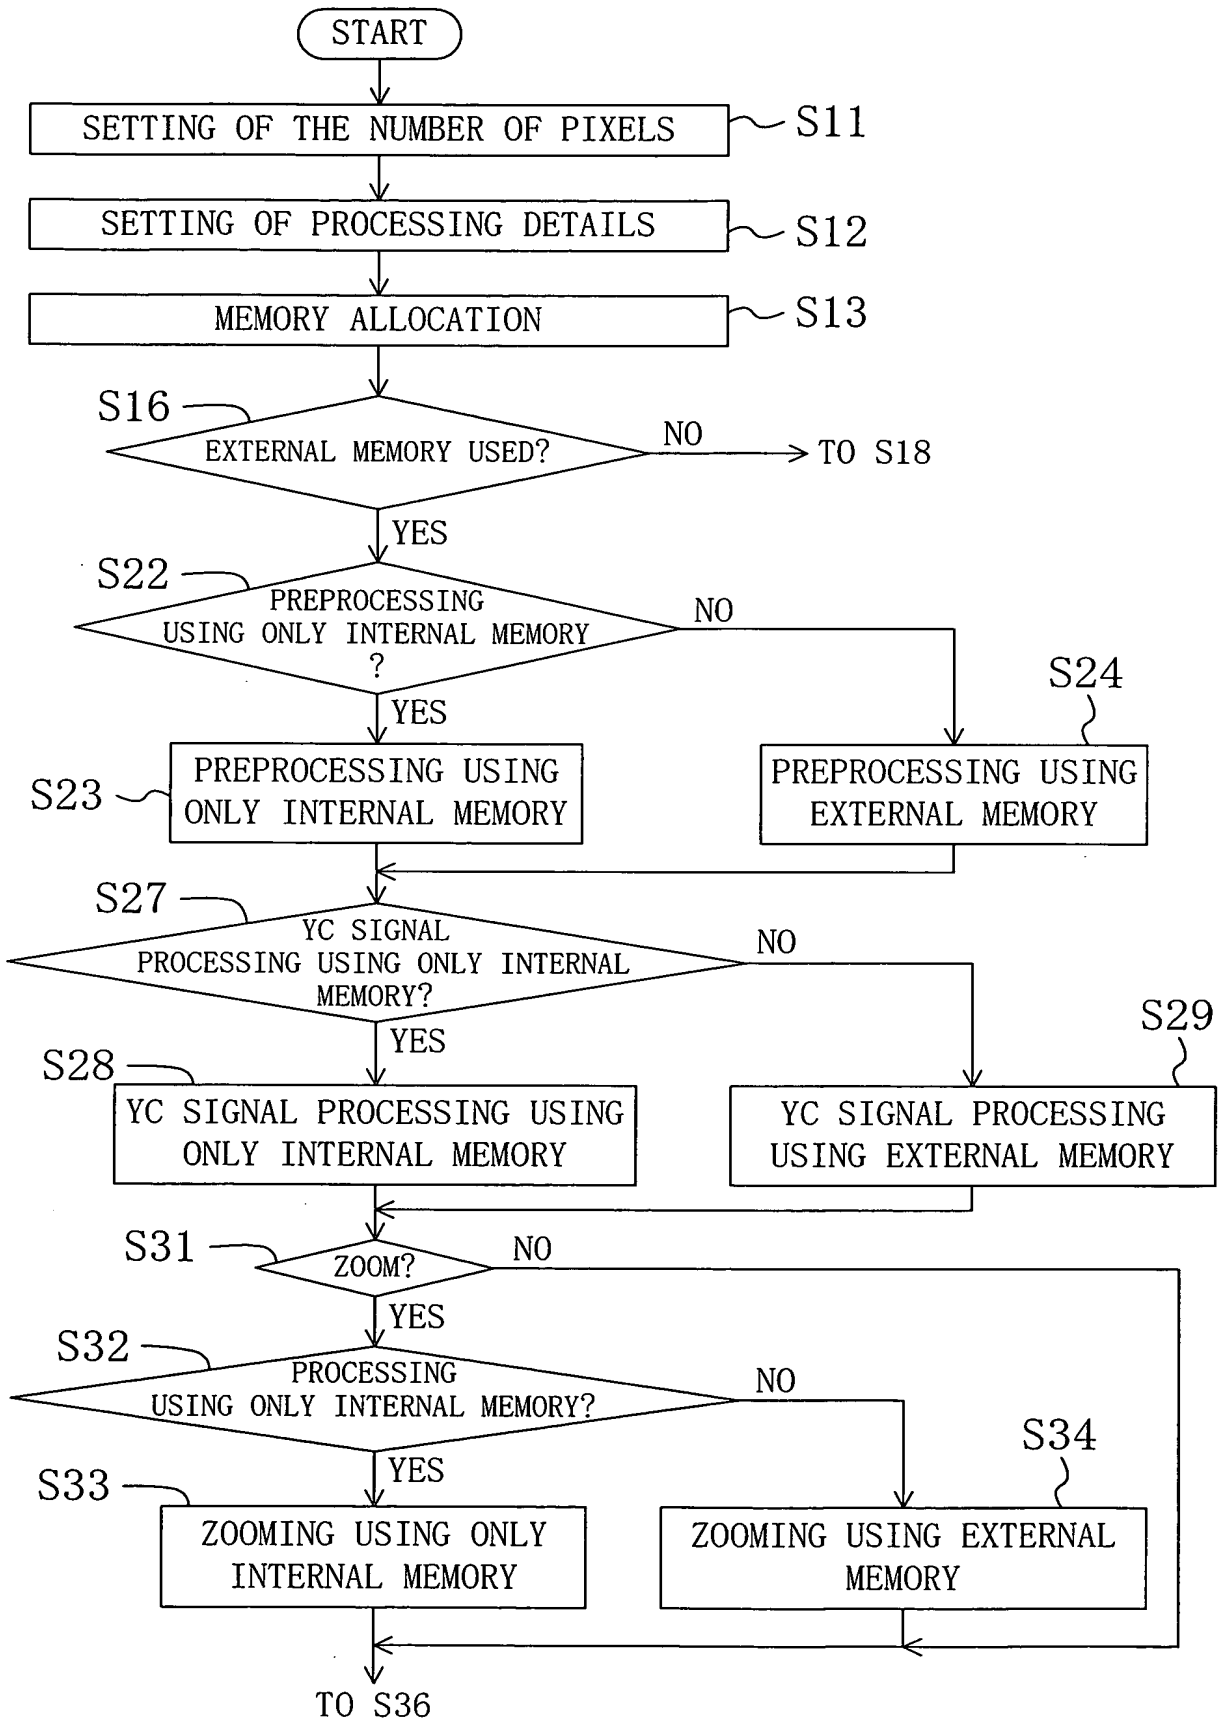 START
SETTING OF THE NUMBER OF PIXELS
S11
SETTING OF PROCESSING DETAILS
S12
MEMORY ALLOCATION
S13
S16
EXTERNAL MEMORY USED?
NO
TO S18
YES
S22
PREPROCESSING
USING ONLY INTERNAL MEMORY
?
NO
YES
S24
S23
PREPROCESSING USING
ONLY INTERNAL MEMORY
PREPROCESSING USING
EXTERNAL MEMORY
S27
YC SIGNAL
PROCESSING USING ONLY INTERNAL
MEMORY?
NO
YES
S29
S28
YC SIGNAL PROCESSING USING
ONLY INTERNAL MEMORY
YC SIGNAL PROCESSING
USING EXTERNAL MEMORY
S31
ZOOM?
NO
YES
S32
PROCESSING
USING ONLY INTERNAL MEMORY?
NO
YES
S34
S33
ZOOMING USING ONLY
INTERNAL MEMORY
ZOOMING USING EXTERNAL
MEMORY
TO S36